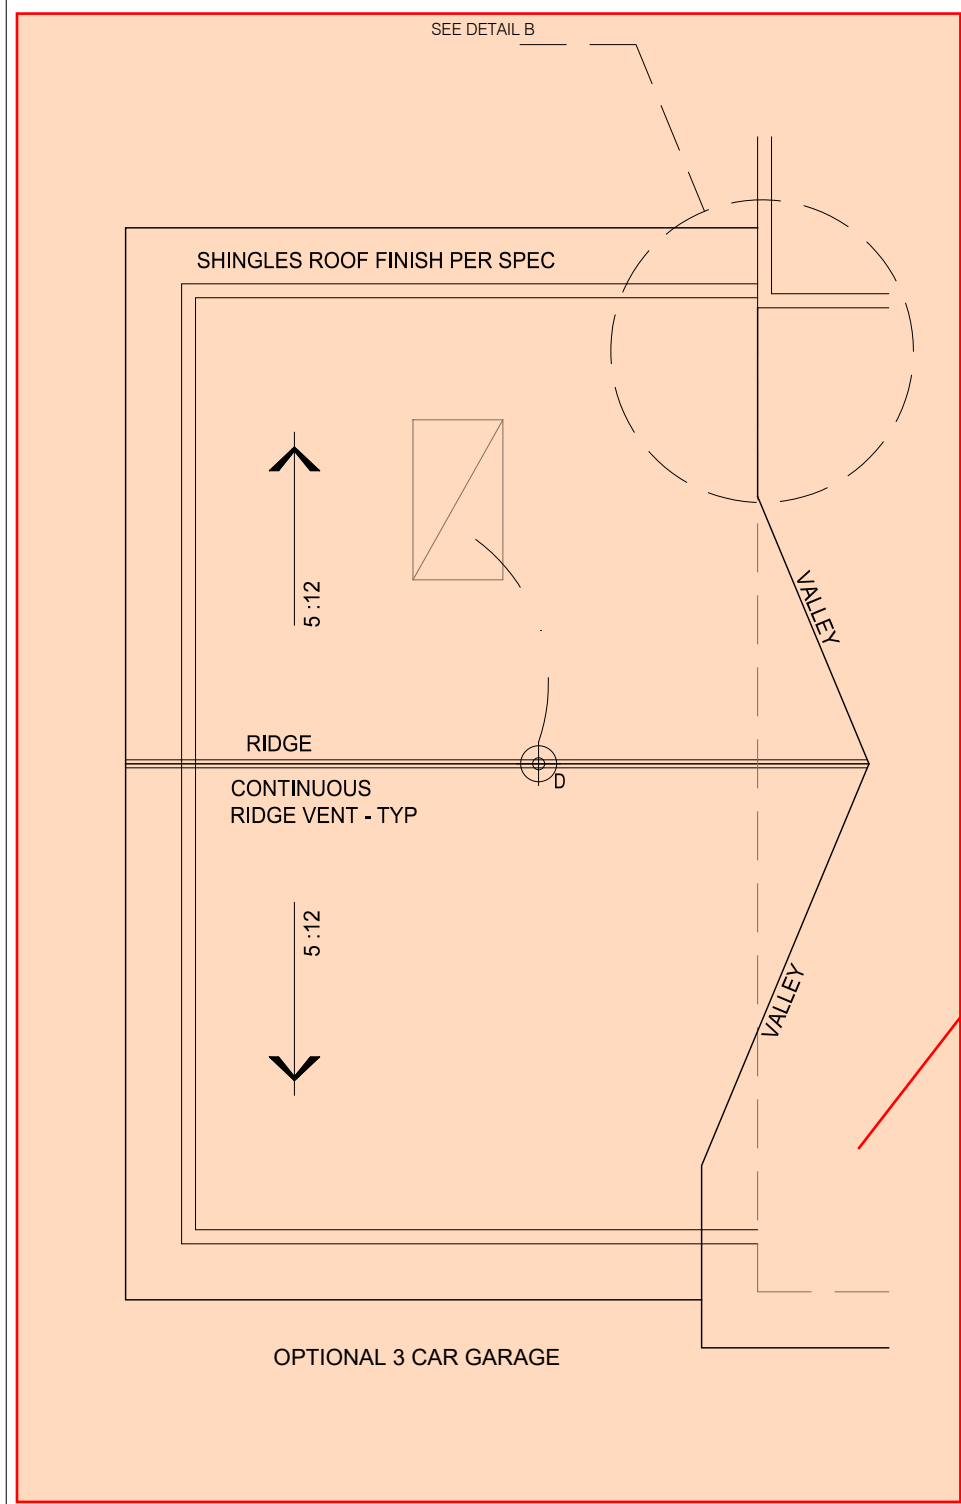 SEE DETAIL B
SHINGLES ROOF FINISH PER SPEC
5 :12
VALLEY
RIDGE
D
CONTINUOUS
RIDGE VENT - TYP
5 :12
VALLEY
OPTIONAL 3 CAR GARAGE